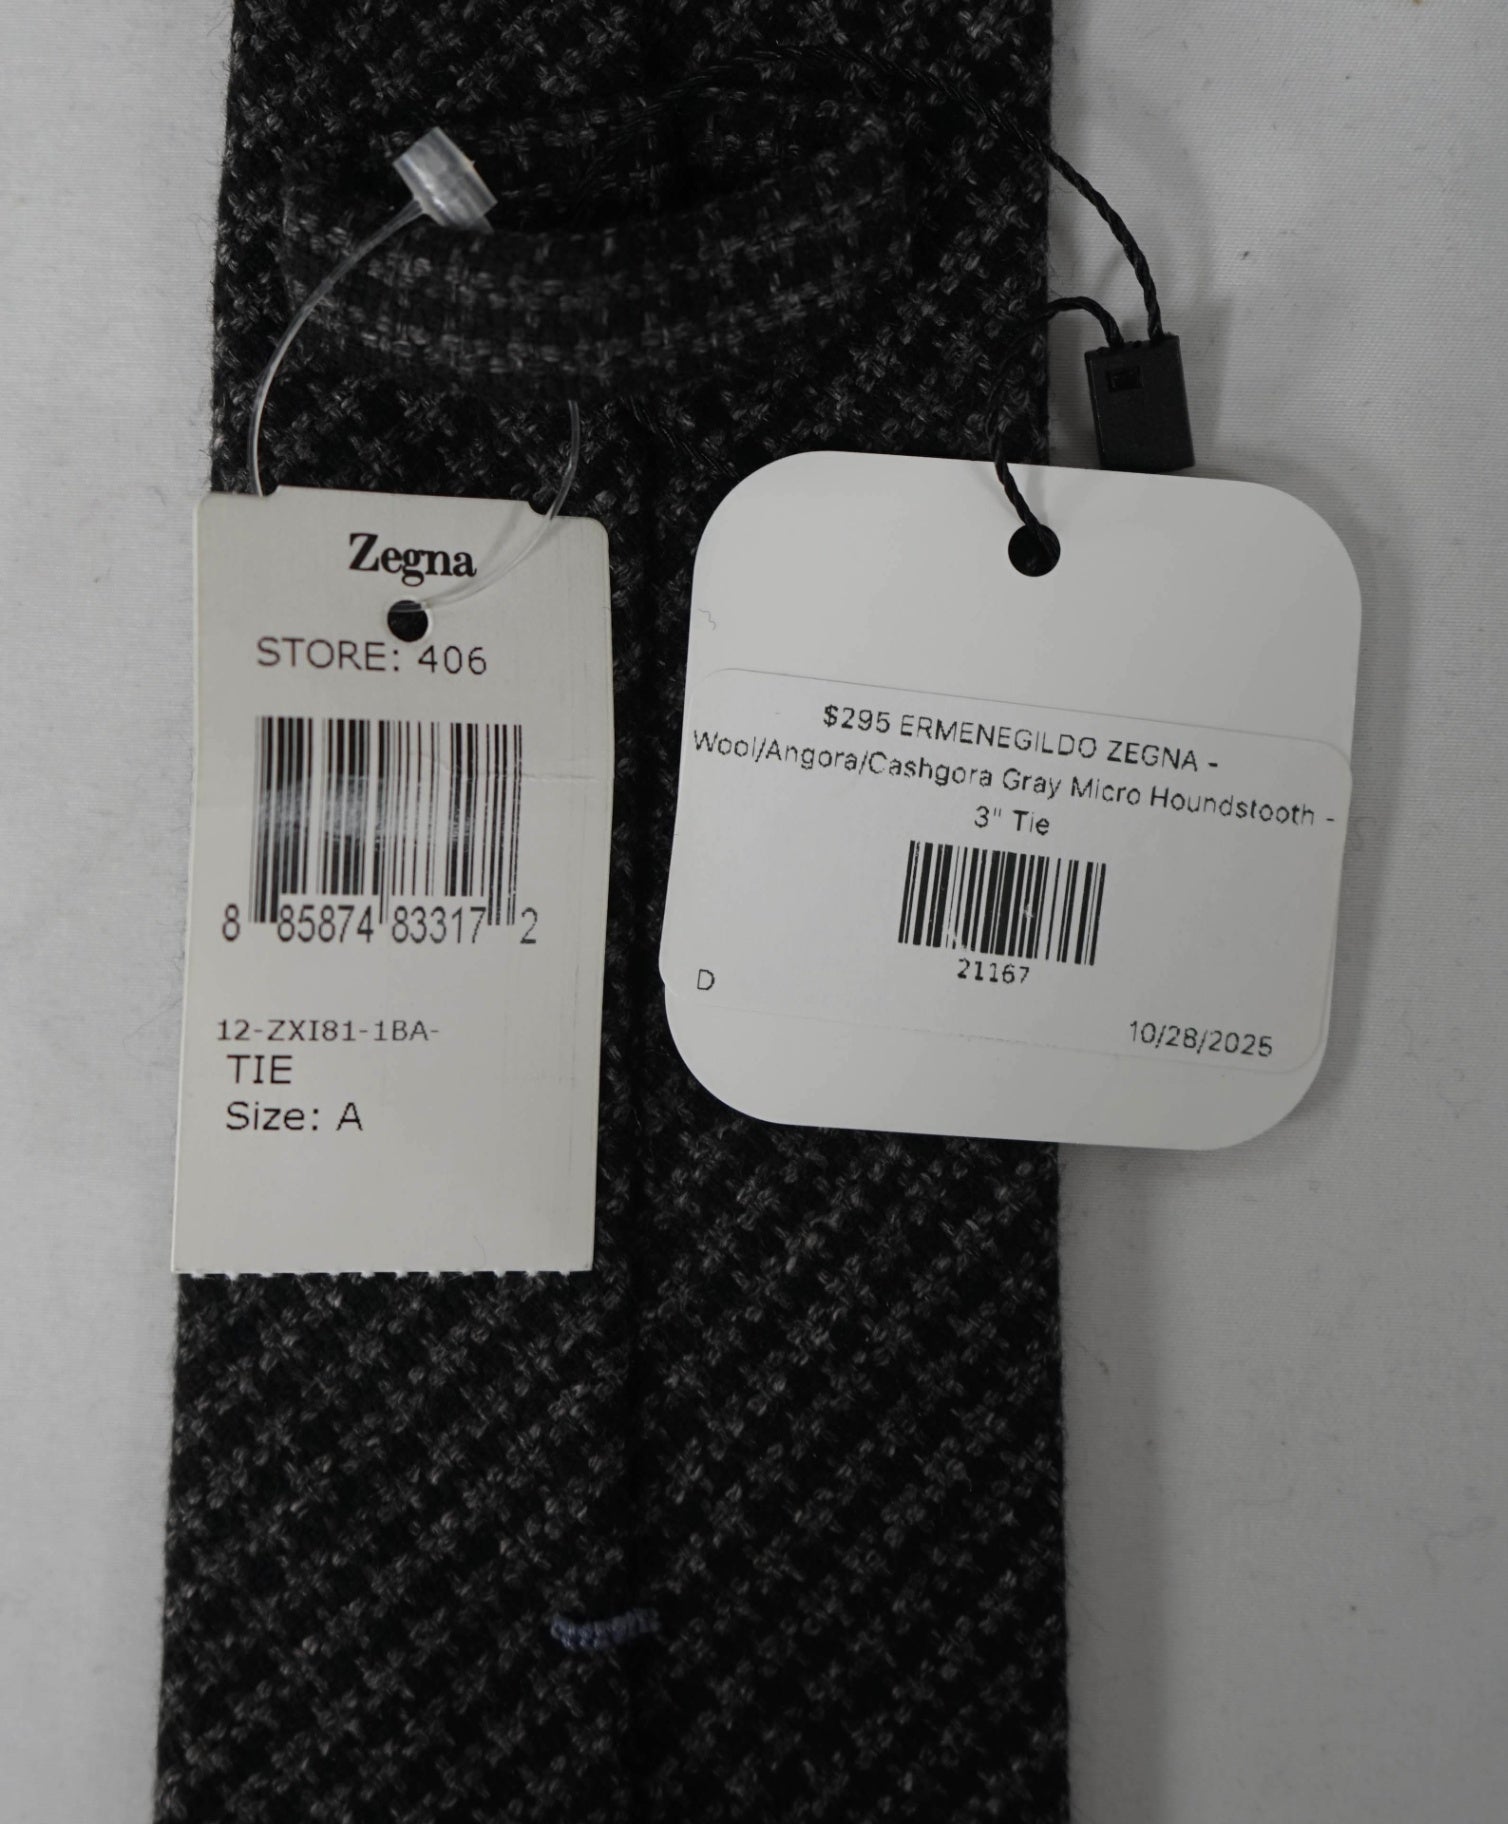 Zegna
STORE: 406
8 85874 83317 2
12-ZXI81-1BA-
TIE
Size: A
$295 ERMENEGILDO ZEGNA -
Wool/Angora/Cashgora Gray Micro Houndstooth -
3" Tie
21167
D
10/28/2025